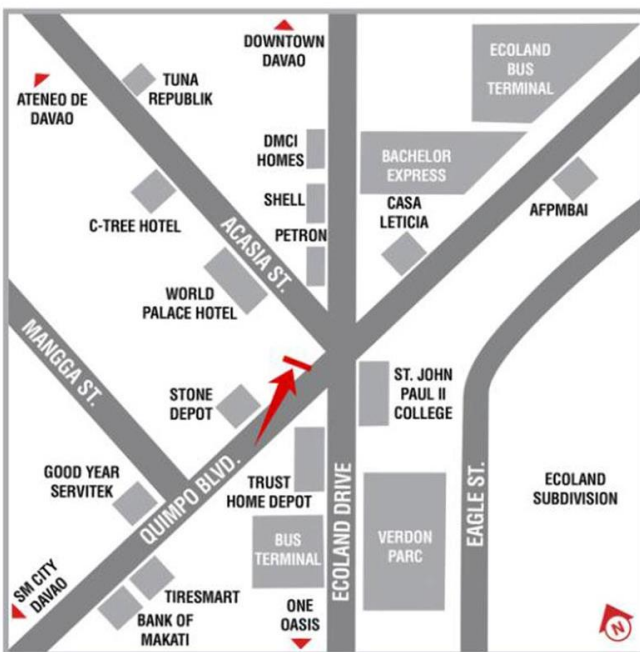 DOWNTOWN
DAVAO
ECOLAND
BUS
TERMINAL
ATENEO DE
DAVAO
TUNA
REPUBLIK
DMCI
HOMES
BACHELOR
EXPRESS
SHELL
CASA
LETICIA
AFPMBAI
C-TREE HOTEL
ACASIA ST.
PETRON
WORLD
PALACE HOTEL
MANGGA ST.
STONE
DEPOT
ST. JOHN
PAUL II
COLLEGE
GOOD YEAR
SERVITEK
QUIMPO BLVD.
TRUST
HOME DEPOT
ECOLAND DRIVE
EAGLE ST.
ECOLAND
SUBDIVISION
BUS
TERMINAL
VERDON
PARC
SM CITY
DAVAO
TIRESMART
BANK OF
MAKATI
ONE
OASIS
N